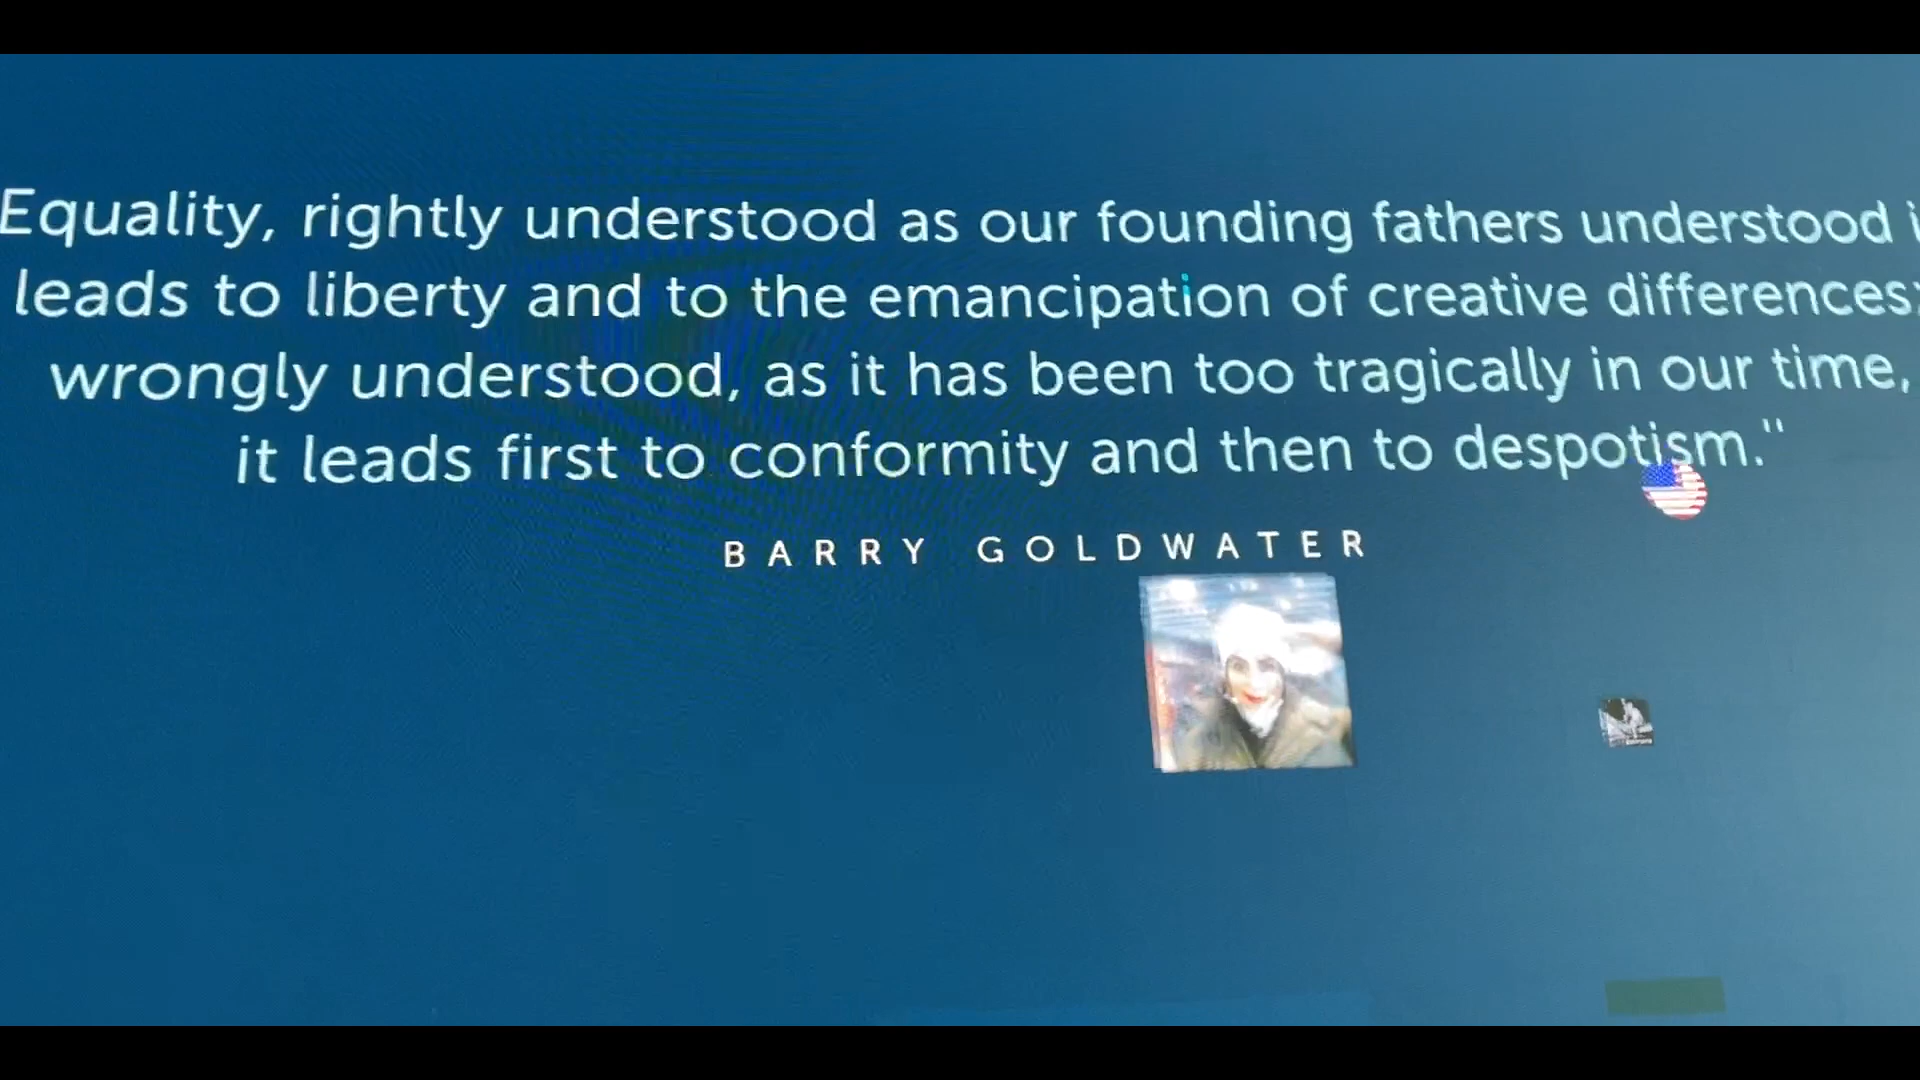 Equality, rightly understood as our founding fathers understood i
leads to liberty and to the emancipation of creative differences;
wrongly understood, as it has been too tragically in our time,
it leads first to conformity and then to despotism."
BARRY GOLDWATER